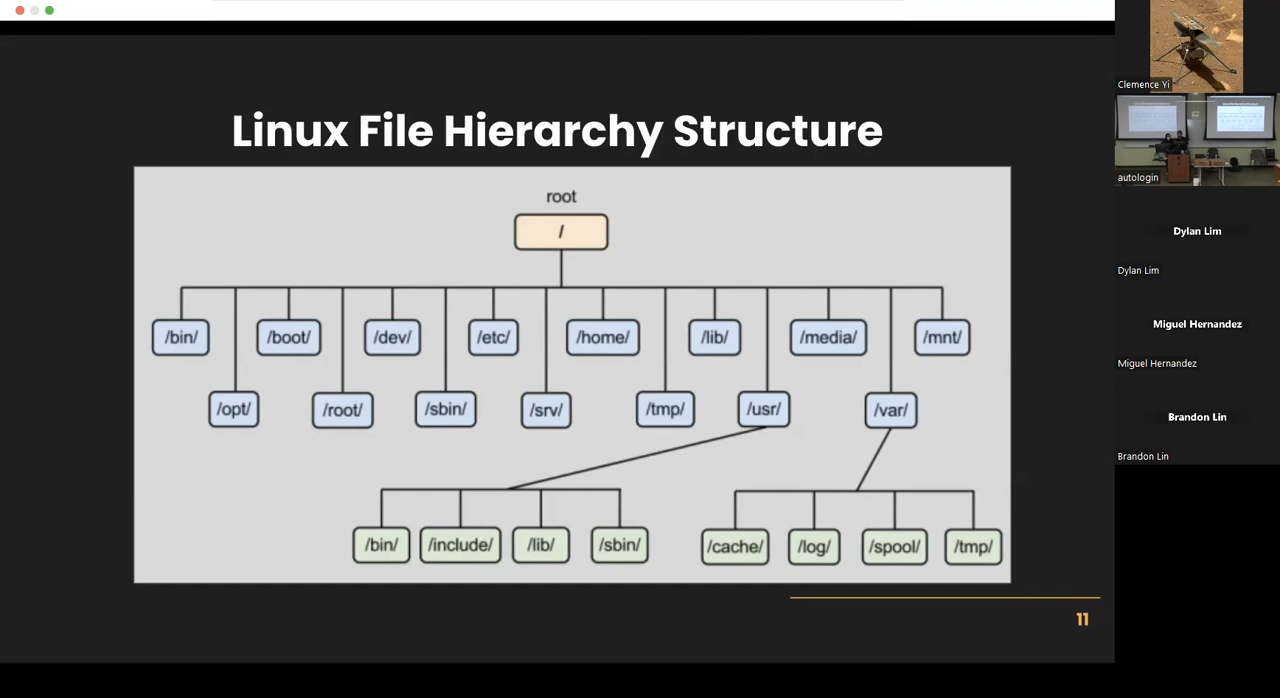 Linux File Hierarchy Structure
root
/
/bin/ /boot/ /dev/ /etc/ /home/ /lib/ /media/ /mnt/
/opt/ /root/ /sbin/ /srv/ /tmp/ /usr/ /var/
/bin/ /include/ /lib/ /sbin/ /cache/ /log/ /spool/ /tmp/
11
Clemence Yi
autologin
Dylan Lim
Dylan Lim
Miguel Hernandez
Miguel Hernandez
Brandon Lin
Brandon Lin